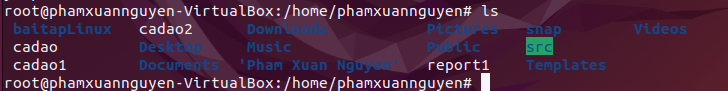 root@phamxuannguyen-VirtualBox:/home/phamxuannguyen# ls
baitapLinux cadao2 Downloads Pictures snap Videos
cadao Desktop Music Public src
cadao1 Documents 'Pham Xuan Nguyen' report1 Templates
root@phamxuannguyen-VirtualBox:/home/phamxuannguyen#